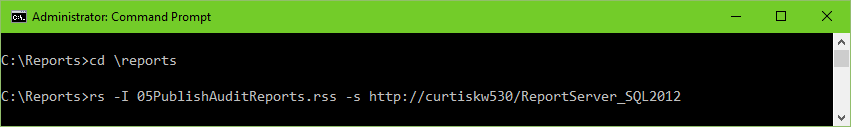 Administrator: Command Prompt
C:\Reports>cd \reports
C:\Reports>rs -I 05PublishAuditReports.rss -s http://curtiskw530/ReportServer_SQL2012